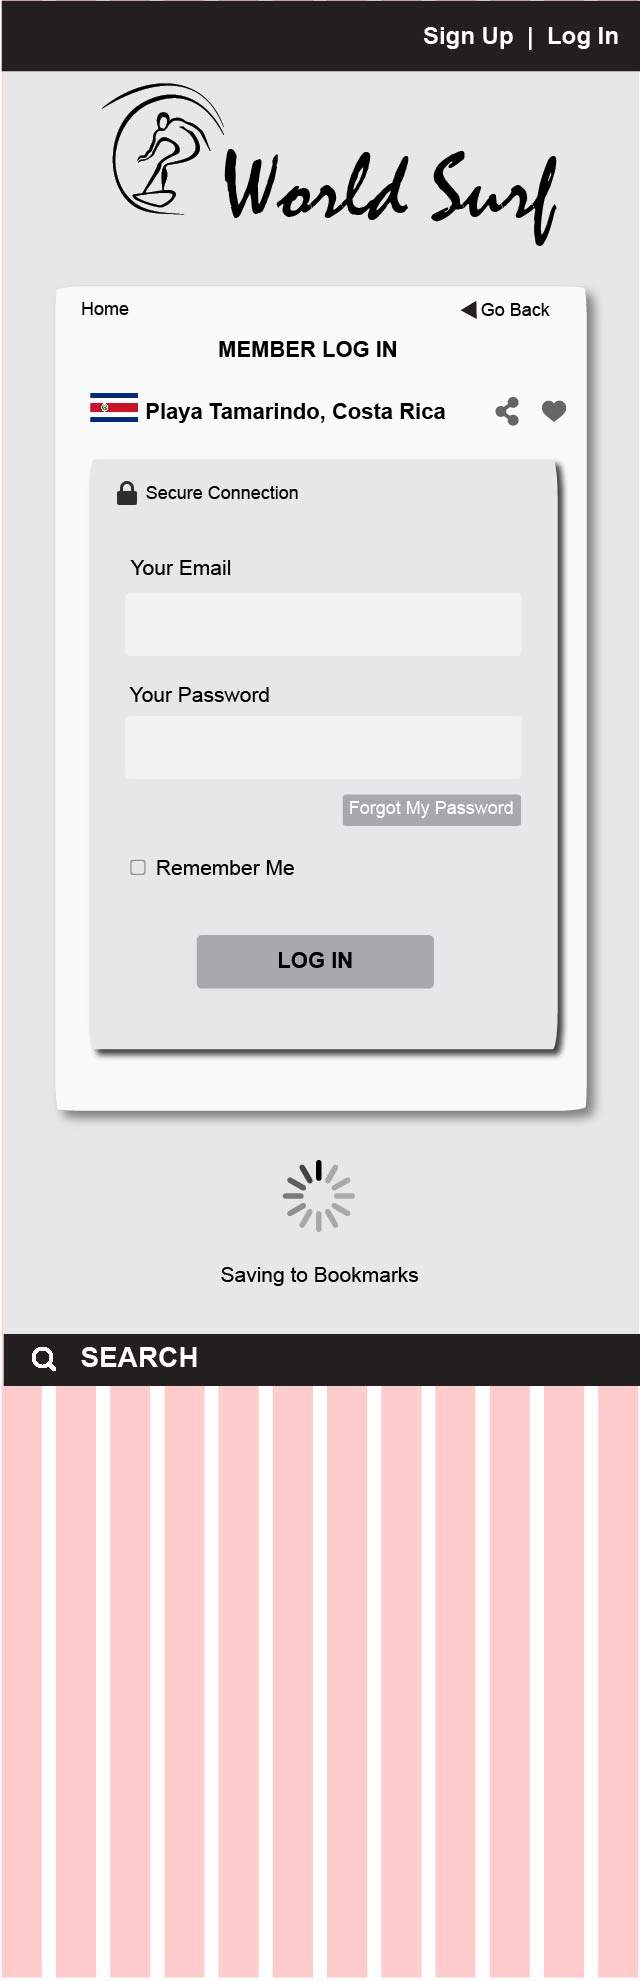 Sign Up | Log In
World Surf
Home
Go Back
MEMBER LOG IN
Playa Tamarindo, Costa Rica
Secure Connection
Your Email
Your Password
Forgot My Password
Remember Me
LOG IN
Saving to Bookmarks
SEARCH